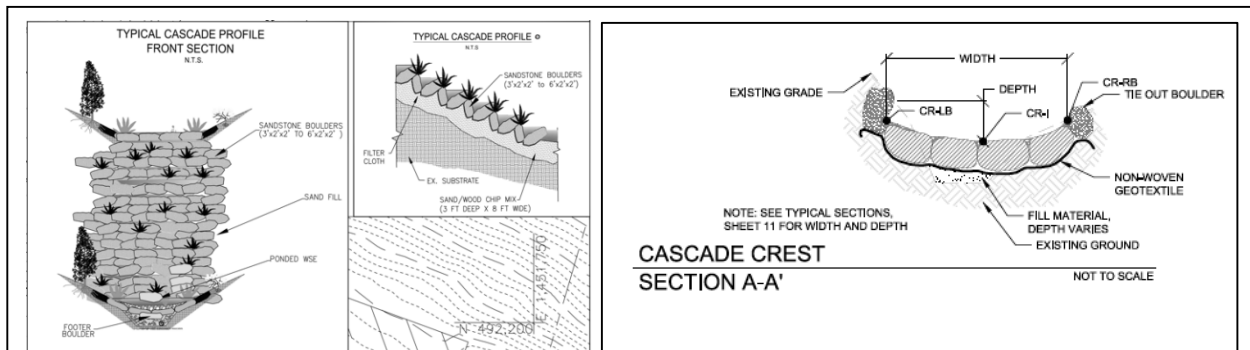 TYPICAL CASCADE PROFILE
FRONT SECTION
N.T.S.
SANDSTONE BOULDERS
(3'x2'x2' TO 6'x2'x2' )
SAND FILL
PONDED WSE
FOOTER
BOULDER
TYPICAL CASCADE PROFILE
N.T.S
SANDSTONE BOULDERS
(3'x2'x2' to 6'x2'x2')
FILTER
CLOTH
EX. SUBSTRATE
SAND/WOOD CHIP MIX
(3 FT DEEP X 8 FT WIDE)
N 492,200
E 1,451,750
WIDTH
EXISTING GRADE
DEPTH
CR-RB
TIE OUT BOULDER
CR-LB
CR-I
NON-WOVEN
GEOTEXTILE
NOTE: SEE TYPICAL SECTIONS,
SHEET 11 FOR WIDTH AND DEPTH
FILL MATERIAL,
DEPTH VARIES
EXISTING GROUND
CASCADE CREST
SECTION A-A'
NOT TO SCALE